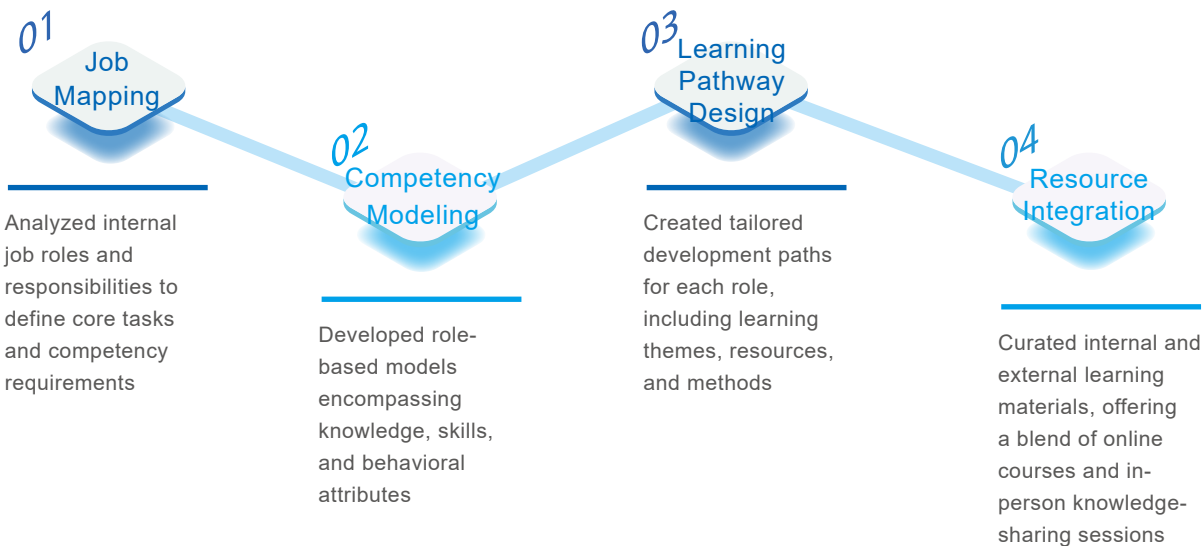 01
Job
Mapping
Analyzed internal
job roles and
responsibilities to
define core tasks
and competency
requirements
02
Competency
Modeling
Developed role-
based models
encompassing
knowledge, skills,
and behavioral
attributes
03
Learning
Pathway
Design
Created tailored
development paths
for each role,
including learning
themes, resources,
and methods
04
Resource
Integration
Curated internal and
external learning
materials, offering
a blend of online
courses and in-
person knowledge-
sharing sessions